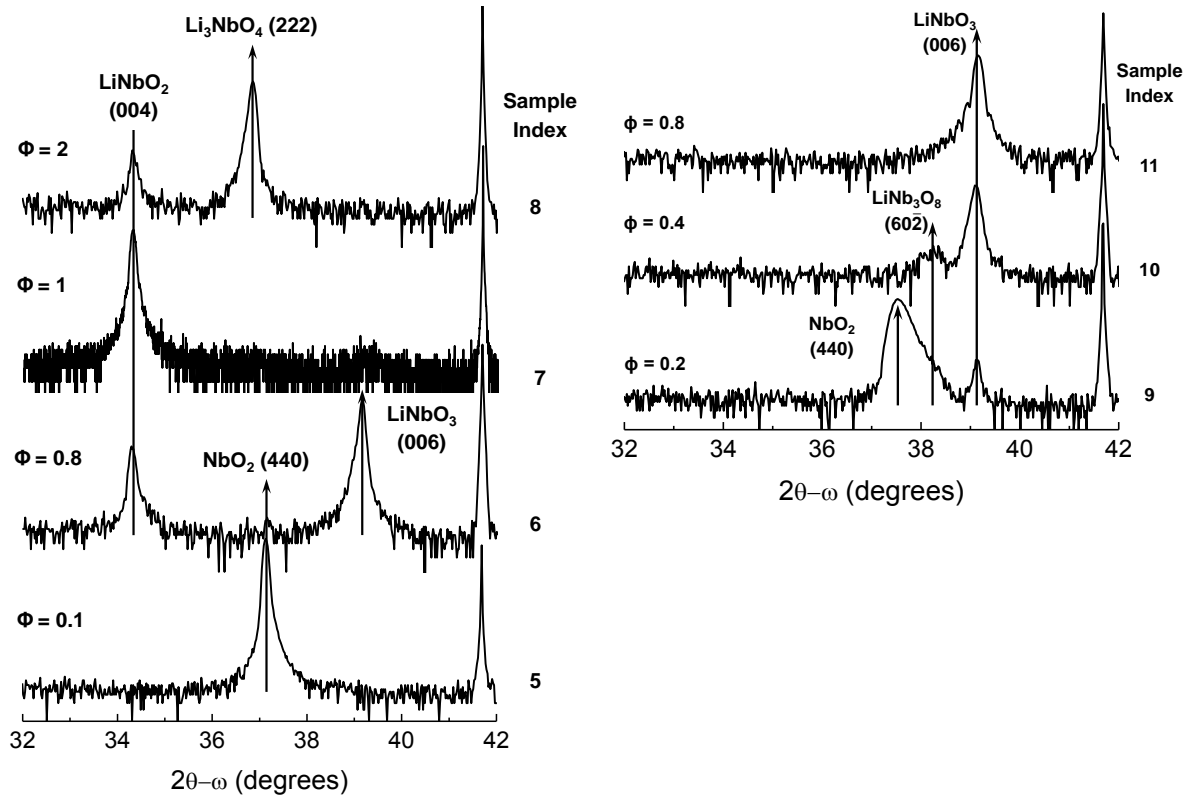 Li₃NbO₄ (222)
LiNbO₂
(004)
Sample
Index
Φ = 2
8
Φ = 1
7
LiNbO₃
(006)
Φ = 0.8
NbO₂ (440)
6
Φ = 0.1
5
32 34 36 38 40 42
2θ–ω (degrees)
LiNbO₃
(006)
Sample
Index
ϕ = 0.8
11
LiNb₃O₈
(602̅)
ϕ = 0.4
10
NbO₂
(440)
ϕ = 0.2
9
32 34 36 38 40 42
2θ–ω (degrees)